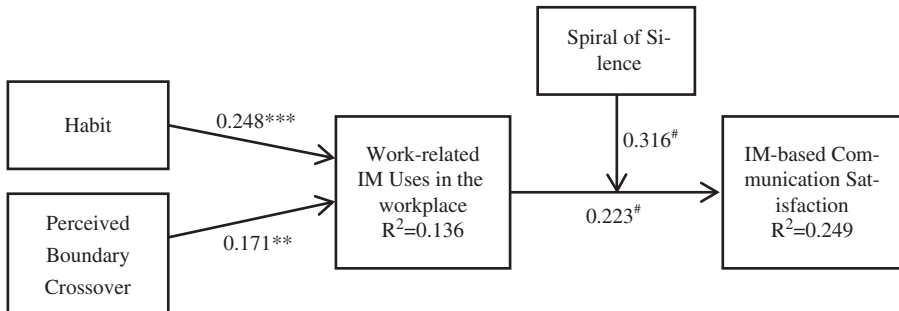 Spiral of Si-
lence
Habit
0.248***
0.316#
Work-related
IM Uses in the
workplace
R2=0.136
IM-based Com-
munication Sat-
isfaction
R2=0.249
0.223#
Perceived
Boundary
Crossover
0.171**